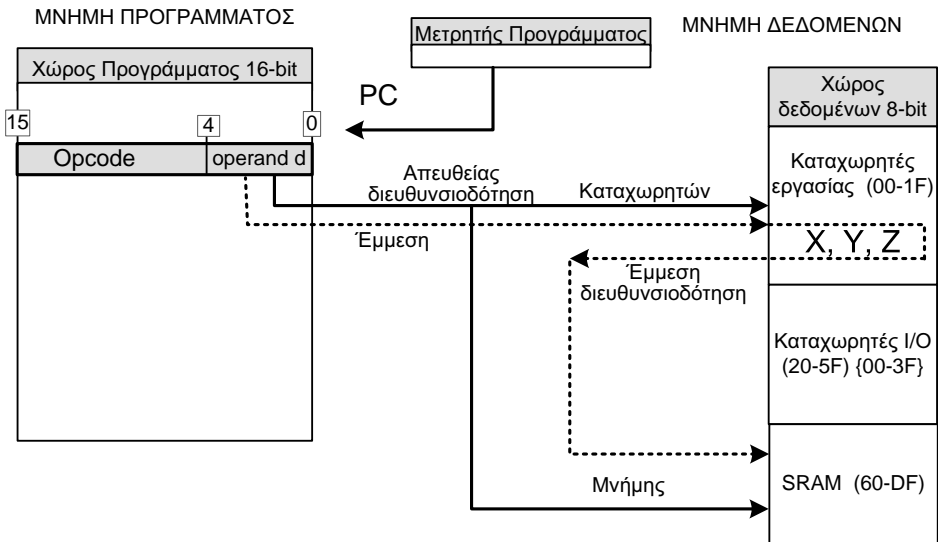 ΜΝΗΜΗ ΠΡΟΓΡΑΜΜΑΤΟΣ
Μετρητής Προγράμματος
ΜΝΗΜΗ ΔΕΔΟΜΕΝΩΝ
Χώρος Προγράμματος 16-bit
PC
Χώρος
δεδομένων 8-bit
15
4
0
Opcode
operand d
Απευθείας
διευθυνσιοδότηση
Καταχωρητών
Καταχωρητές
εργασίας (00-1F)
Έμμεση
X, Y, Z
Έμμεση
διευθυνσιοδότηση
Καταχωρητές I/O
(20-5F) {00-3F}
Μνήμης
SRAM (60-DF)